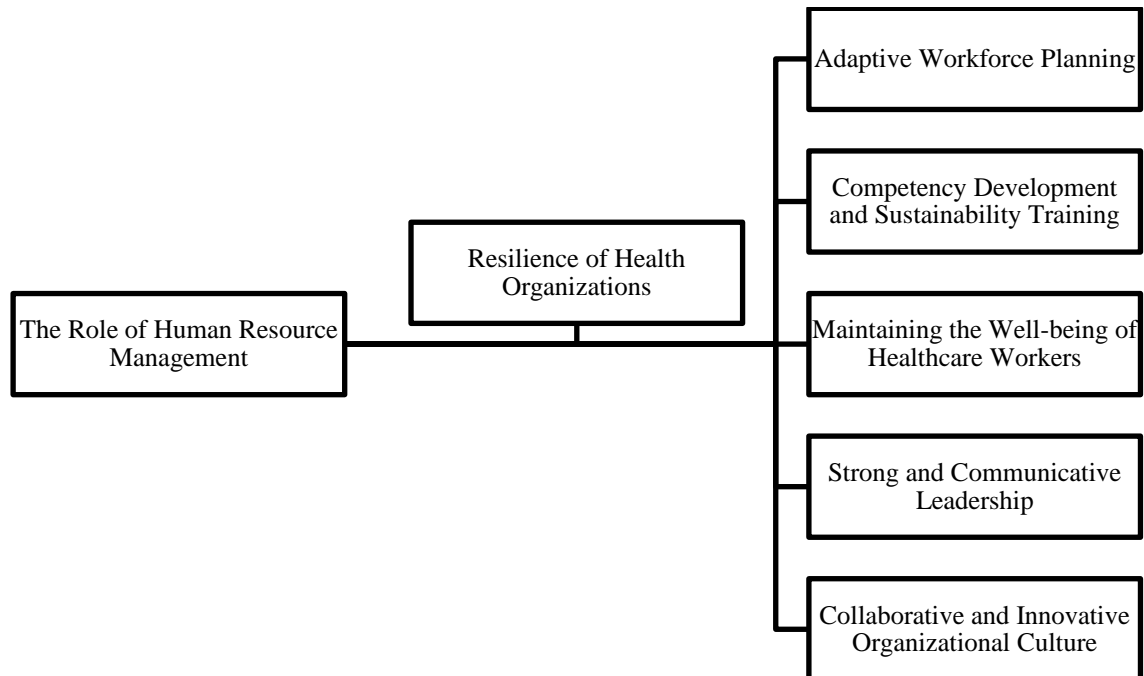 The Role of Human Resource
Management
Resilience of Health
Organizations
Adaptive Workforce Planning
Competency Development
and Sustainability Training
Maintaining the Well-being of
Healthcare Workers
Strong and Communicative
Leadership
Collaborative and Innovative
Organizational Culture